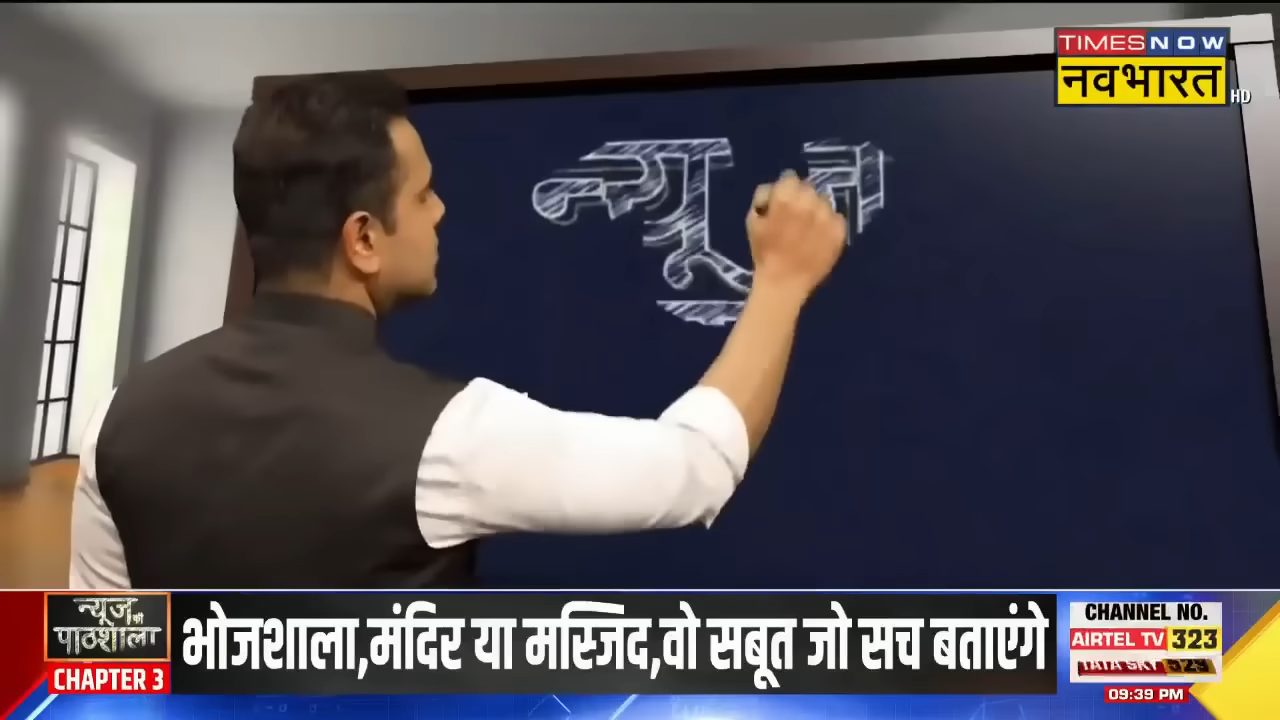 TIMES NOW
नवभारत
HD
न्यू
न्यूज़ की
पाठशाला
CHAPTER 3
भोजशाला,मंदिर या मस्जिद,वो सबूत जो सच बताएंगे
CHANNEL NO.
AIRTEL TV 323
TATA SKY 523
09:39 PM